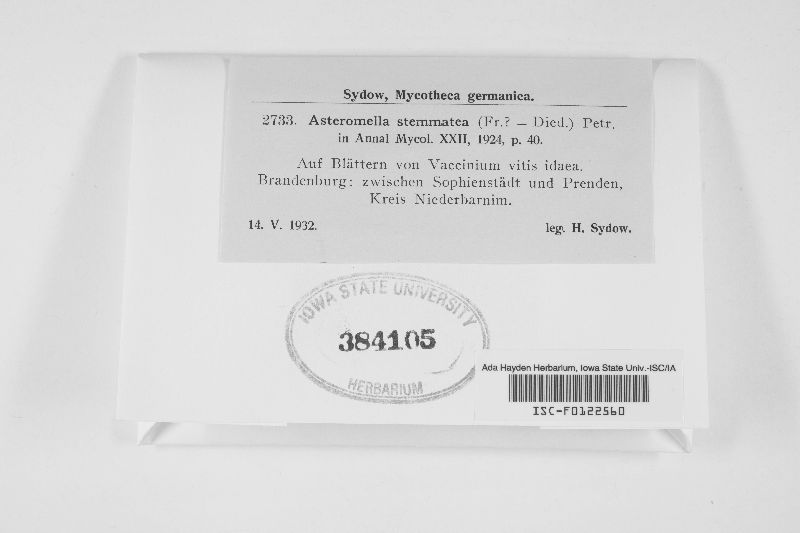 Sydow, Mycotheca germanica.
2733. Asteromella stemmatea (Fr.? — Died.) Petr.
in Annal Mycol. XXII, 1924, p. 40.
Auf Blättern von Vaccinium vitis idaea.
Brandenburg: zwischen Sophienstädt und Prenden,
Kreis Niederbarnim.
14. V. 1932. leg. H. Sydow.
IOWA STATE UNIVERSITY
384105
HERBARIUM
Ada Hayden Herbarium, Iowa State Univ.-ISC/IA
ISC-F0122560